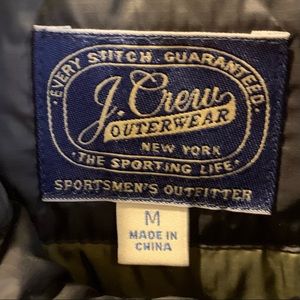 · EVERY STITCH GUARANTEED ·
J. Crew
OUTERWEAR
NEW YORK
· THE SPORTING LIFE ·
SPORTSMEN'S OUTFITTER
M
MADE IN
CHINA